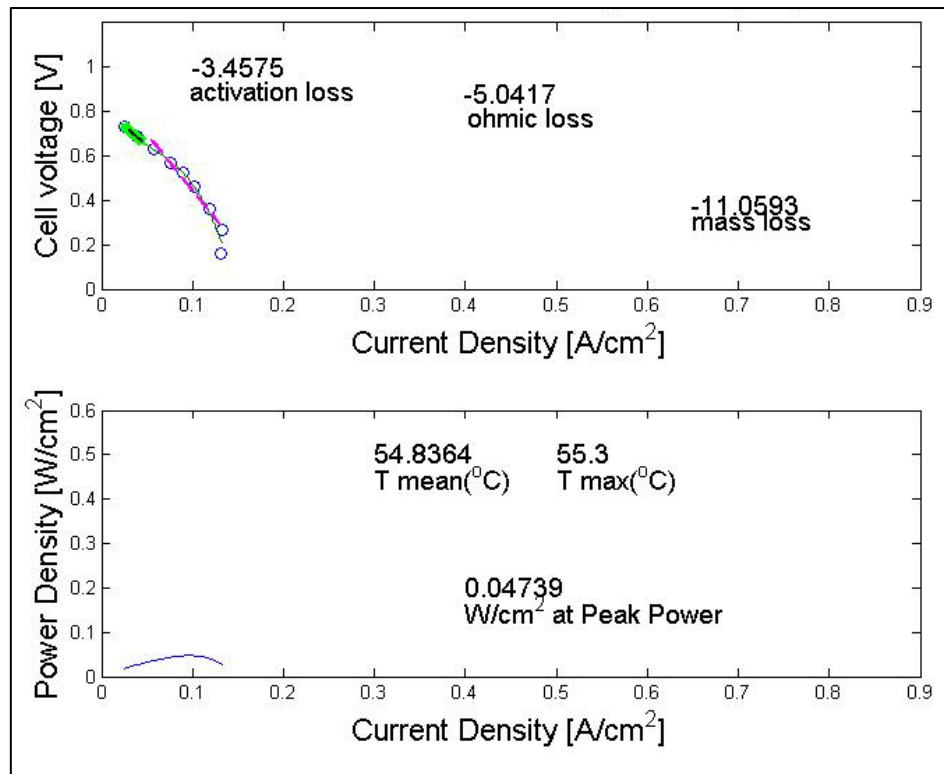 -3.4575
activation loss
-5.0417
ohmic loss
-11.0593
mass loss
Cell voltage [V]
1
0.8
0.6
0.4
0.2
0
0 0.1 0.2 0.3 0.4 0.5 0.6 0.7 0.8 0.9
Current Density [A/cm²]
Power Density [W/cm²]
0.6
0.5
0.4
0.3
0.2
0.1
0
54.8364
T mean(⁰C)
55.3
T max(⁰C)
0.04739
W/cm² at Peak Power
0 0.1 0.2 0.3 0.4 0.5 0.6 0.7 0.8 0.9
Current Density [A/cm²]